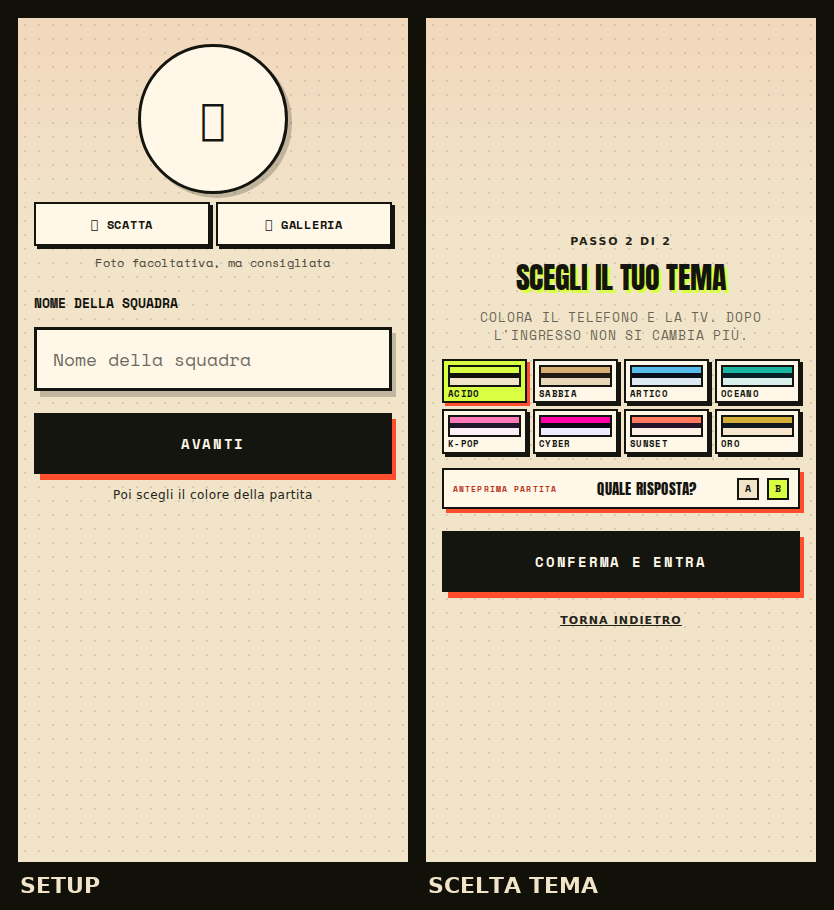 SCATTA
GALLERIA
Foto facoltativa, ma consigliata
NOME DELLA SQUADRA
Nome della squadra
AVANTI
Poi scegli il colore della partita
SETUP
PASSO 2 DI 2
SCEGLI IL TUO TEMA
COLORA IL TELEFONO E LA TV. DOPO
L'INGRESSO NON SI CAMBIA PIÙ.
ACIDO
SABBIA
ARTICO
OCEANO
K-POP
CYBER
SUNSET
ORO
ANTEPRIMA PARTITA
QUALE RISPOSTA?
A
B
CONFERMA E ENTRA
TORNA INDIETRO
SCELTA TEMA